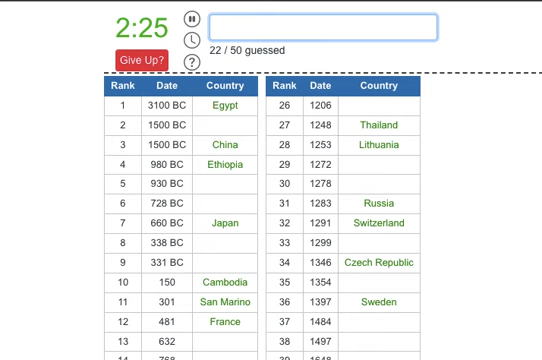 2:25
Give Up?
?
22 / 50 guessed
Rank Date Country Rank Date Country
1 3100 BC Egypt 26 1206
2 1500 BC 27 1248 Thailand
3 1500 BC China 28 1253 Lithuania
4 980 BC Ethiopia 29 1272
5 930 BC 30 1278
6 728 BC 31 1283 Russia
7 660 BC Japan 32 1291 Switzerland
8 338 BC 33 1299
9 331 BC 34 1346 Czech Republic
10 150 Cambodia 35 1354
11 301 San Marino 36 1397 Sweden
12 481 France 37 1484
13 632 38 1497
14 768 39 1648